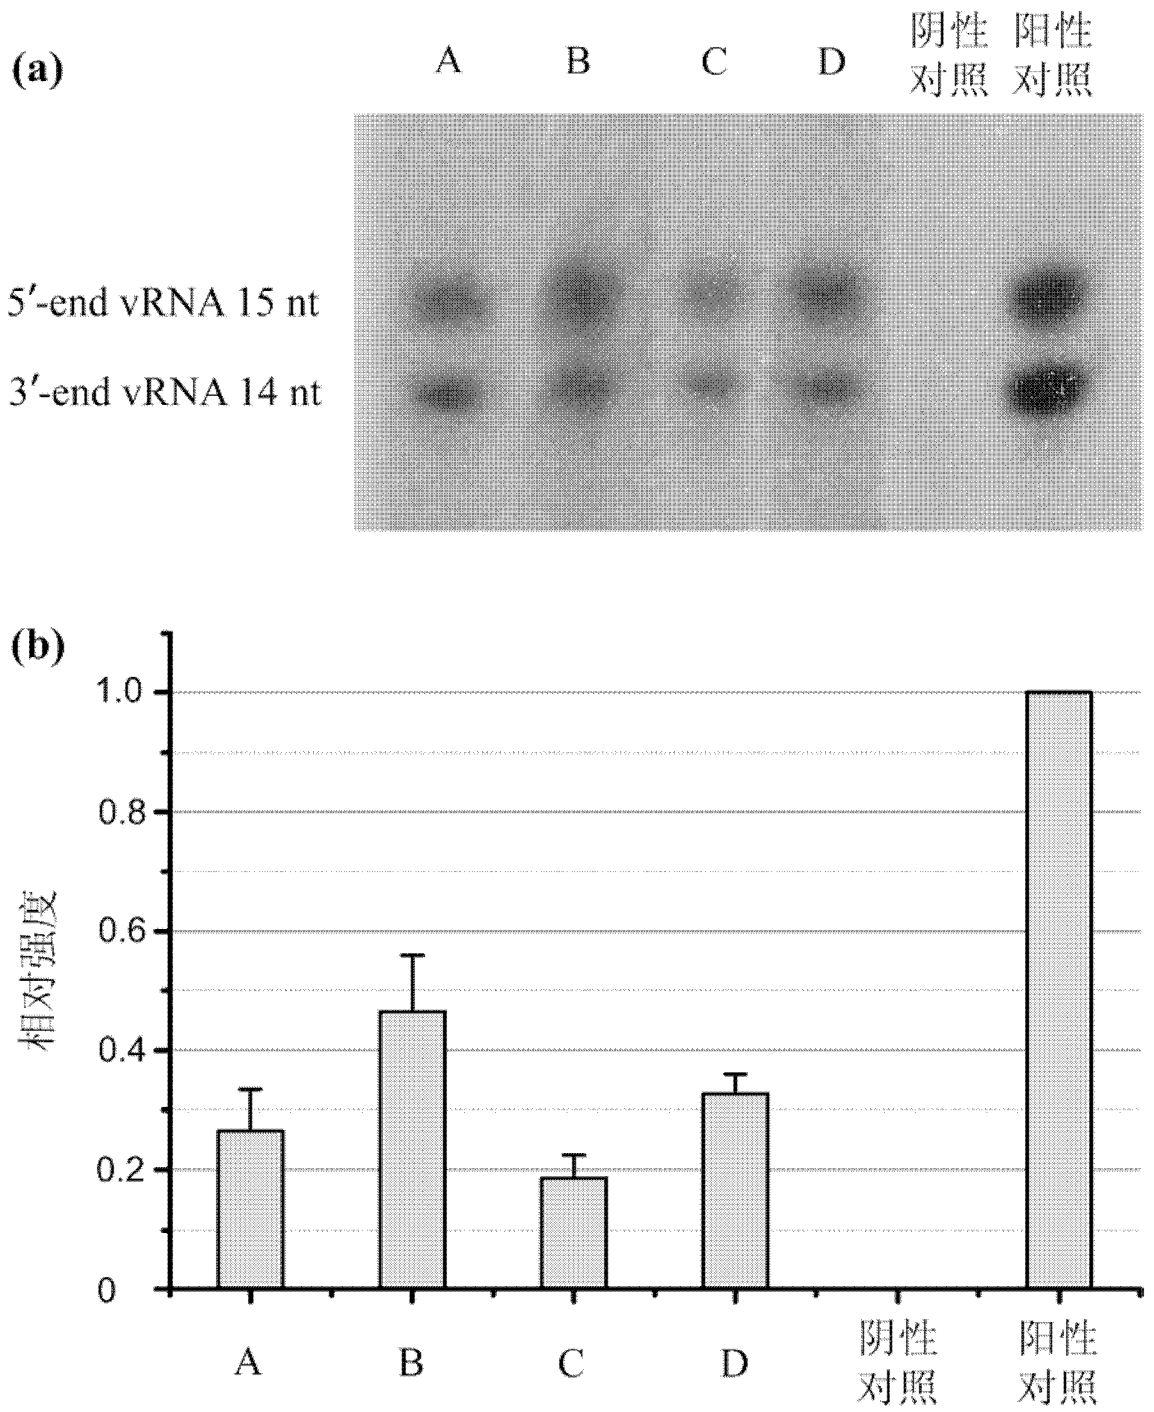 (a)
A B C D
阴性 阳性
对照 对照
5′-end vRNA 15 nt
3′-end vRNA 14 nt
(b)
1.0
0.8
0.6
0.4
0.2
0
相对强度
A B C D
阴性 阳性
对照 对照